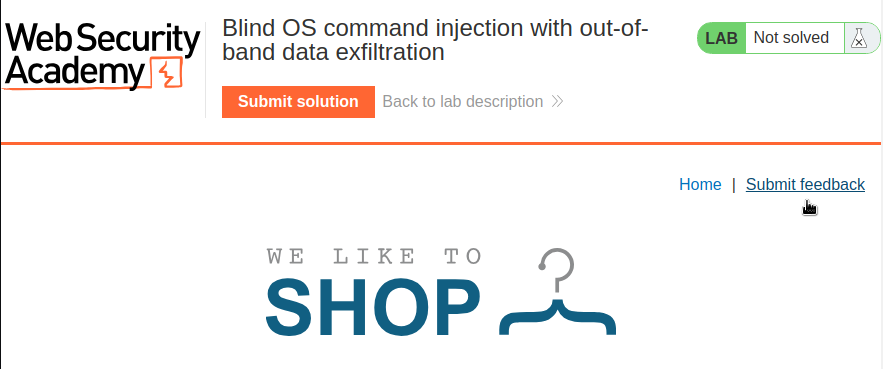 Web Security
Academy
Blind OS command injection with out-of-
band data exfiltration
LAB Not solved
Submit solution Back to lab description
Home | Submit feedback
WE LIKE TO
SHOP